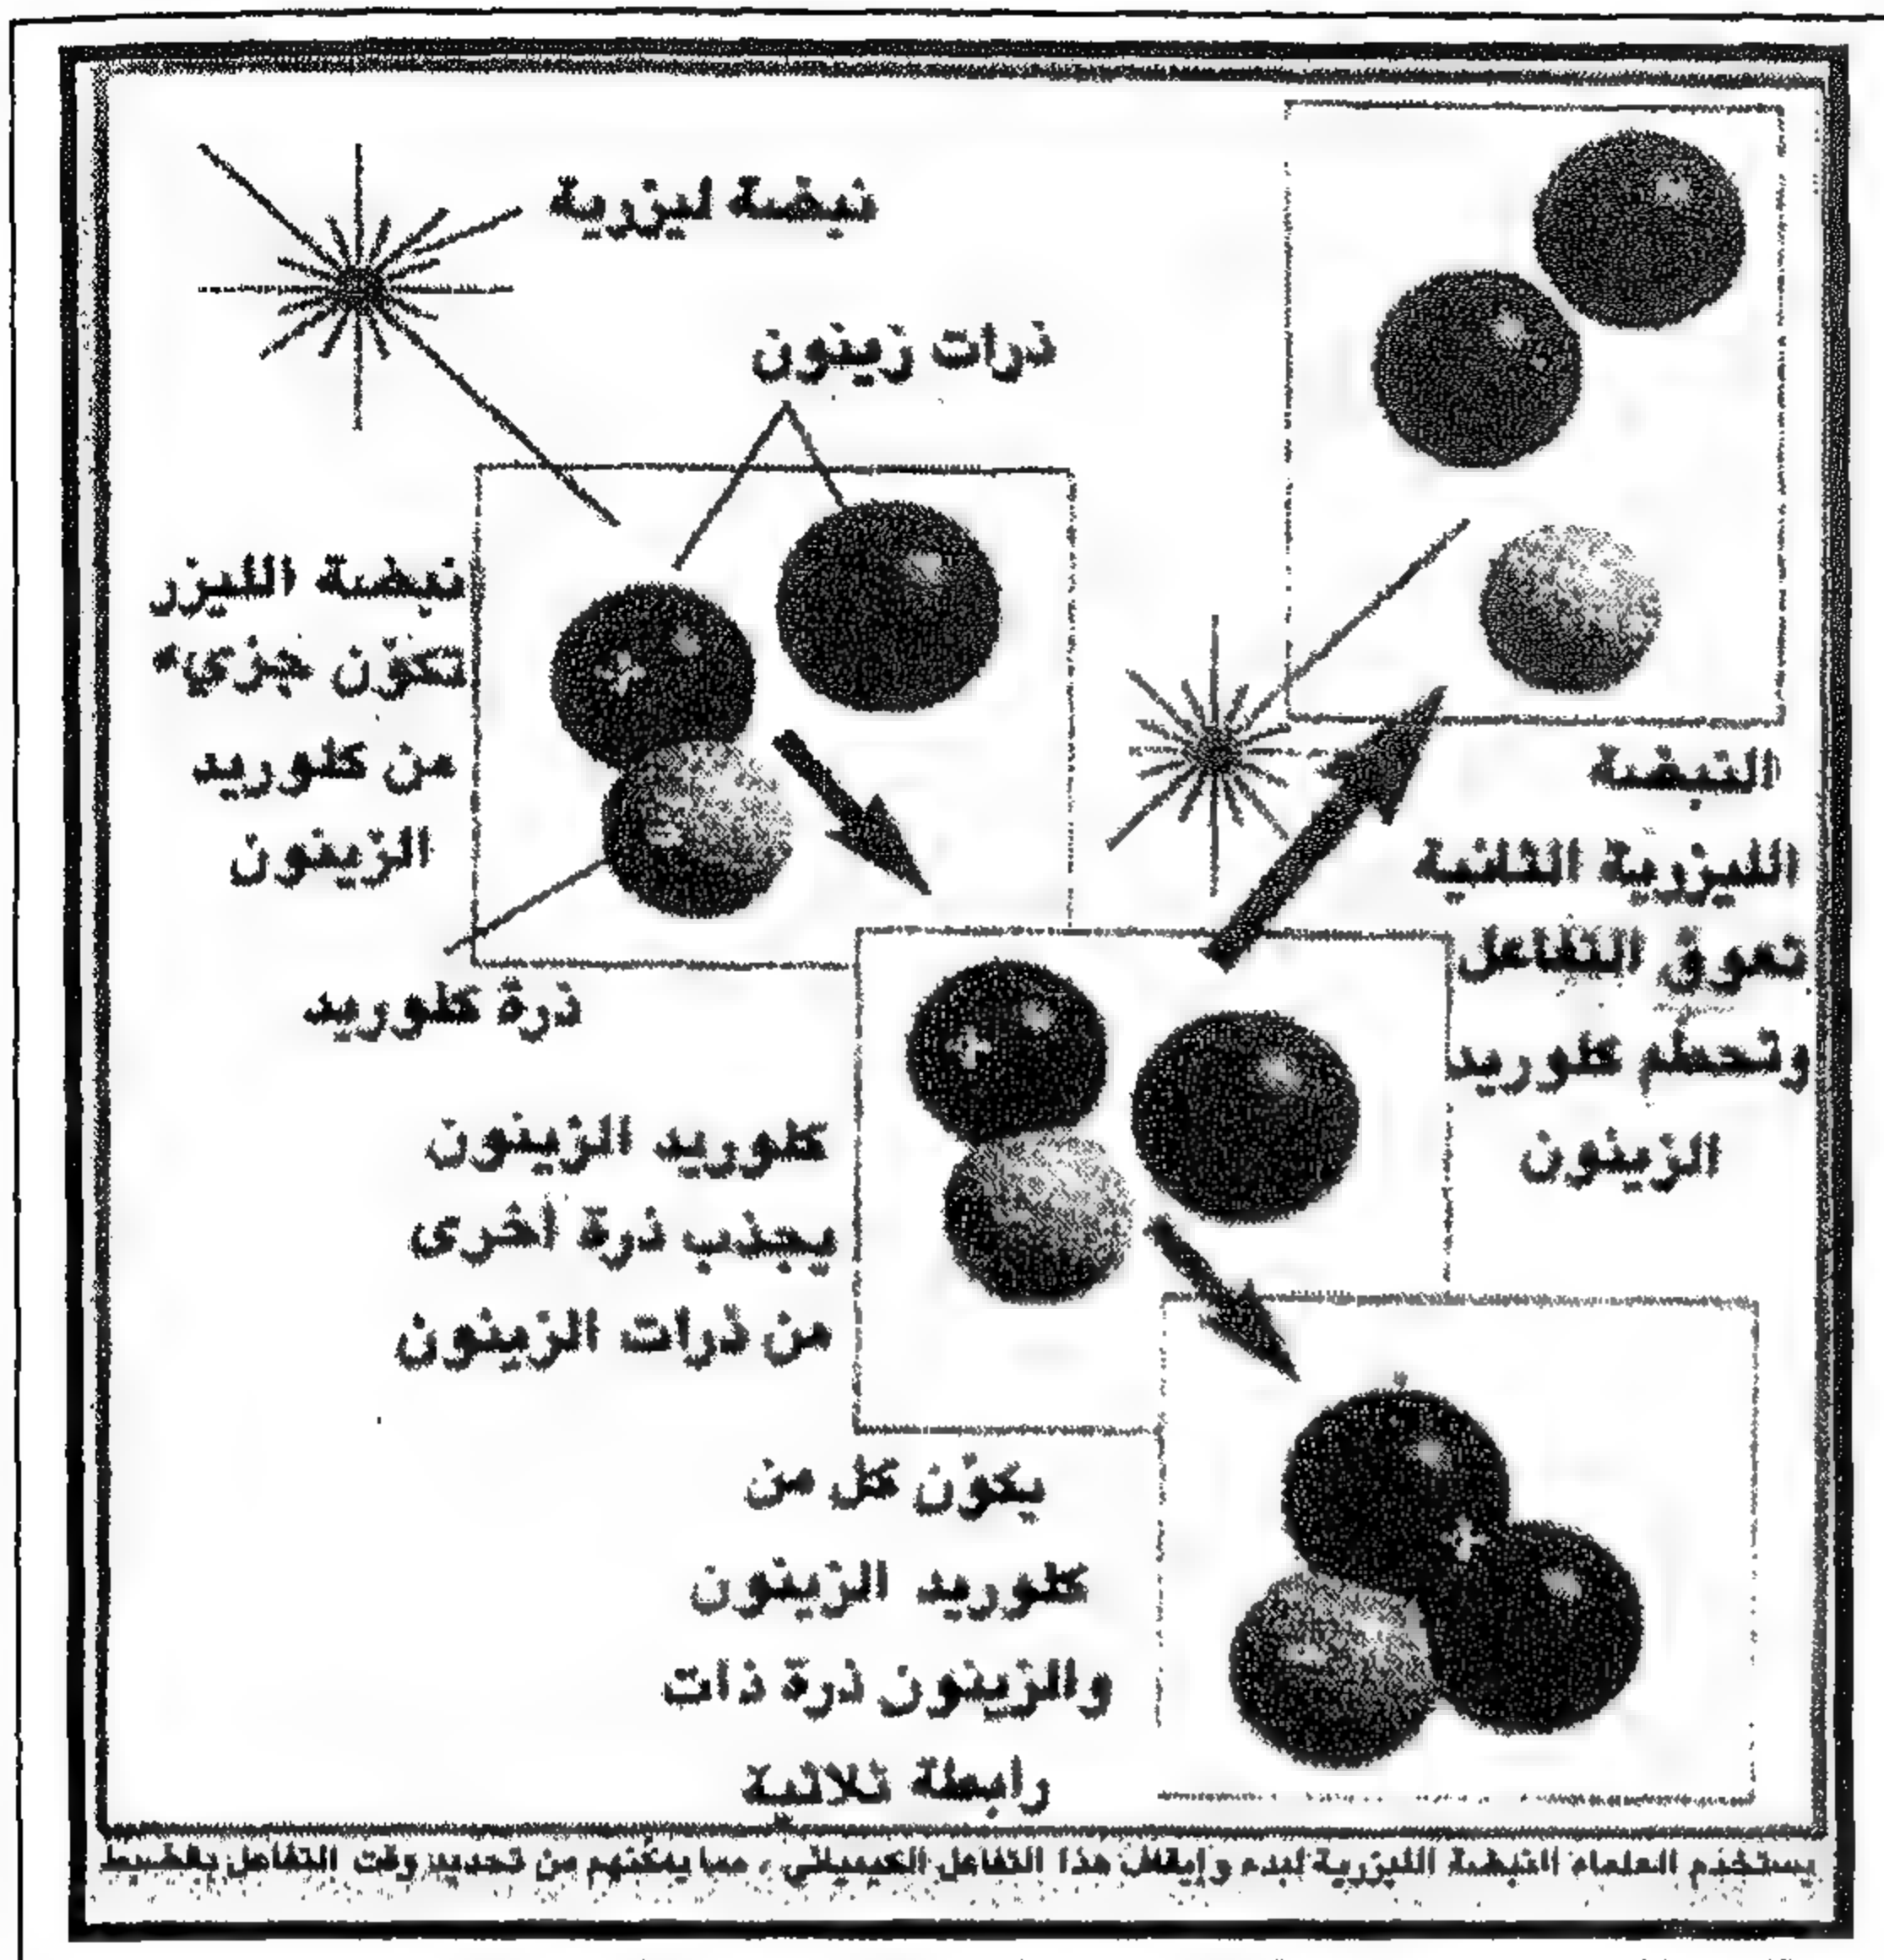 نبضة ليزرية
ذرات زينون
نبضة الليزر
تكوّن جزيء
من كلوريد
الزينون
ذرة كلوريد
النبضة
الليزرية الثانية
تعوق التفاعل
وتحطم كلوريد
الزينون
كلوريد الزينون
يجذب ذرة أخرى
من ذرات الزينون
يكوّن كل من
كلوريد الزينون
والزينون ذرة ذات
رابطة ثلاثية
يستخدم العلماء النبضة الليزرية لبدء وإيقاف هذا التفاعل الكيميائي ، مما يمكنهم من تحديد وقت التفاعل بالضبط